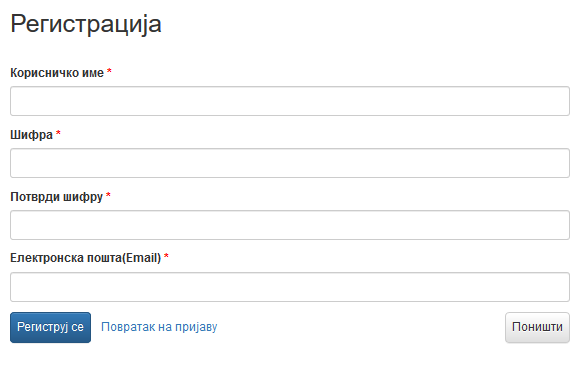 Регистрација
Корисничко име *
Шифра *
Потврди шифру *
Електронска пошта(Email) *
Региструј се Повратак на пријаву Поништи